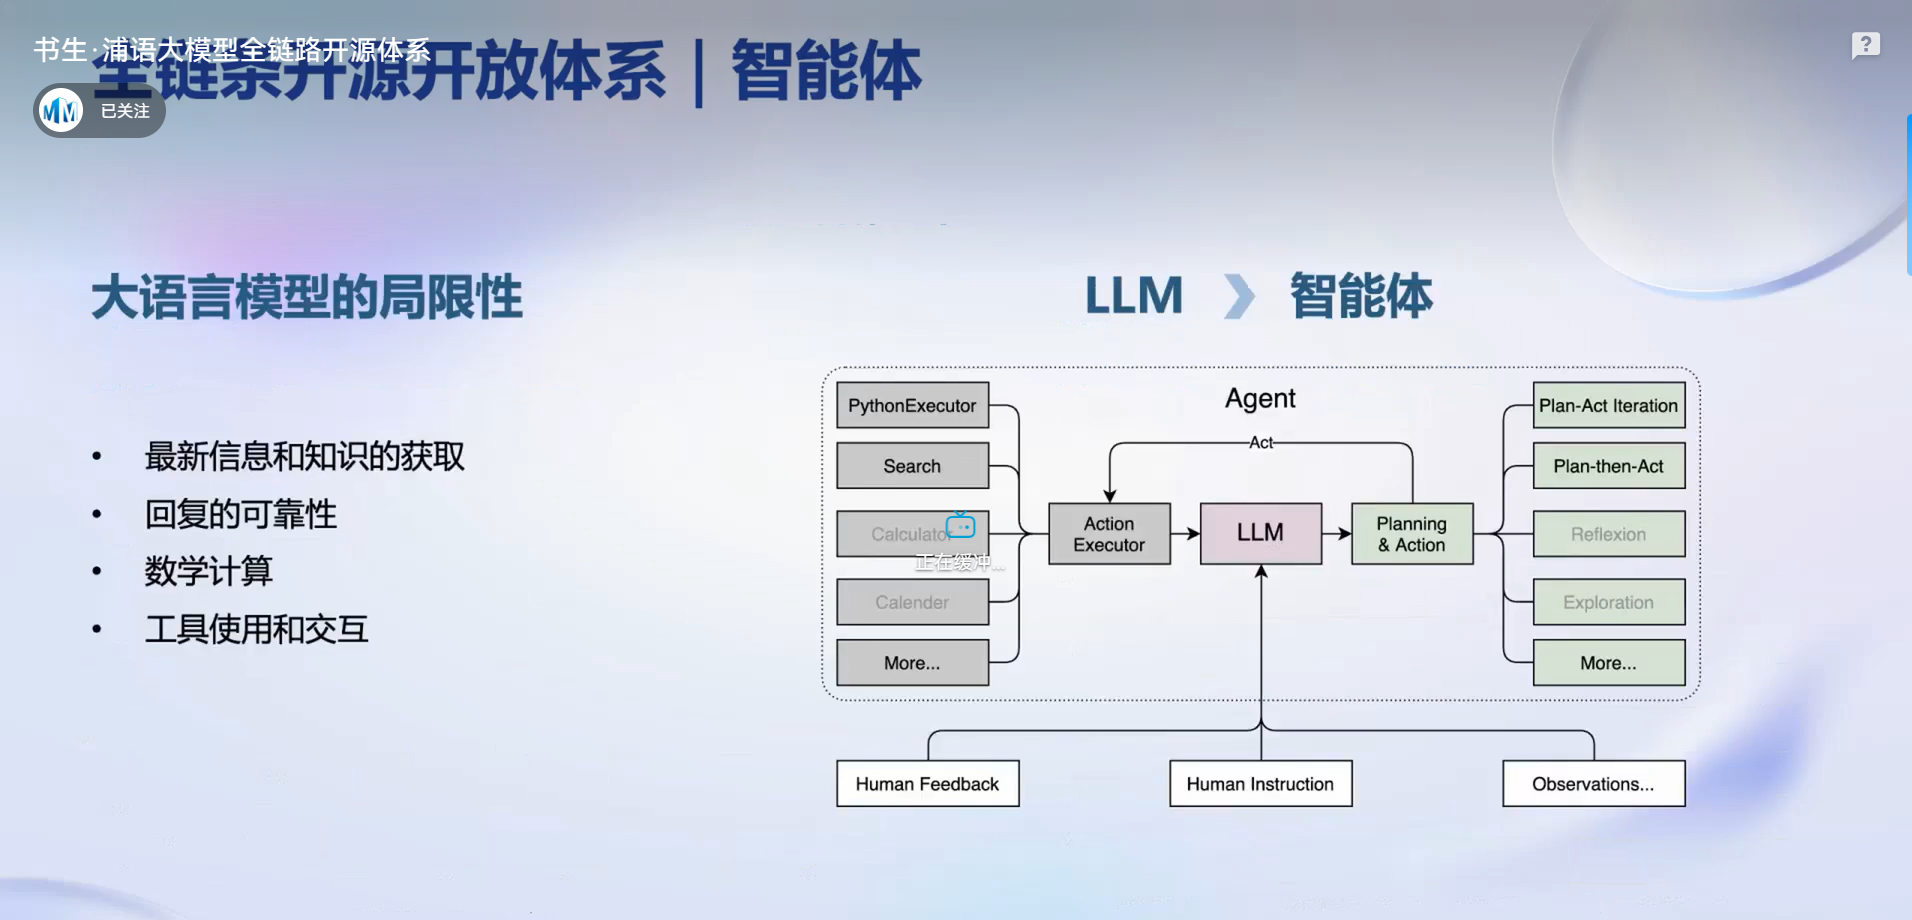 书生·浦语大模型全链路开源体系
全链条开源开放体系｜智能体
已关注
大语言模型的局限性
• 最新信息和知识的获取
• 回复的可靠性
• 数学计算
• 工具使用和交互
LLM 智能体
Agent
PythonExecutor
Search
Calculator
Calender
More...
正在缓冲...
Act
Action
Executor
LLM
Planning
& Action
Plan-Act Iteration
Plan-then-Act
Reflexion
Exploration
More...
Human Feedback
Human Instruction
Observations...